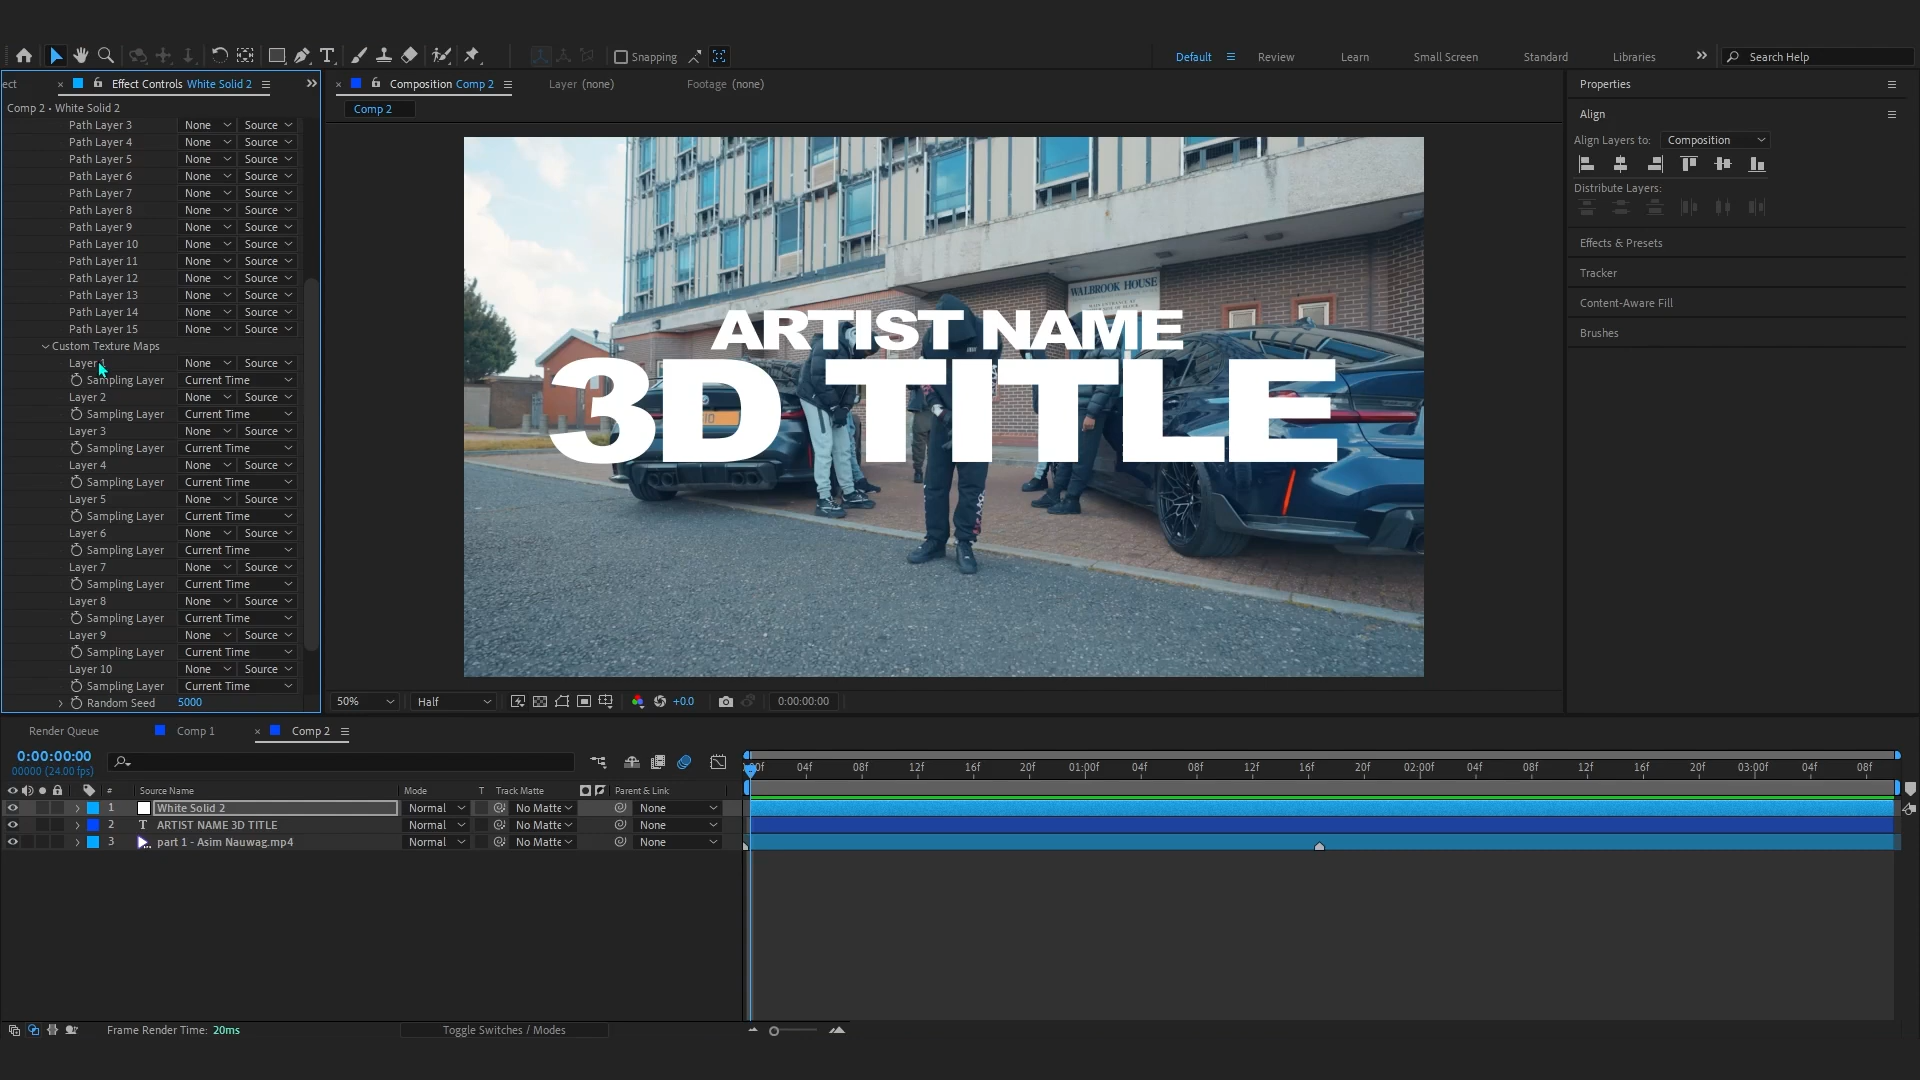 Snapping
Default
Review
Learn
Small Screen
Standard
Libraries
Search Help
ect
Effect Controls White Solid 2
Composition Comp 2
Layer (none)
Footage (none)
Properties
Comp 2 • White Solid 2
Comp 2
Align
Align Layers to:
Composition
Distribute Layers:
Effects & Presets
Tracker
Content-Aware Fill
Brushes
Path Layer 3 None Source
Path Layer 4 None Source
Path Layer 5 None Source
Path Layer 6 None Source
Path Layer 7 None Source
Path Layer 8 None Source
Path Layer 9 None Source
Path Layer 10 None Source
Path Layer 11 None Source
Path Layer 12 None Source
Path Layer 13 None Source
Path Layer 14 None Source
Path Layer 15 None Source
Custom Texture Maps
Layer 1 None Source
Sampling Layer Current Time
Layer 2 None Source
Sampling Layer Current Time
Layer 3 None Source
Sampling Layer Current Time
Layer 4 None Source
Sampling Layer Current Time
Layer 5 None Source
Sampling Layer Current Time
Layer 6 None Source
Sampling Layer Current Time
Layer 7 None Source
Sampling Layer Current Time
Layer 8 None Source
Sampling Layer Current Time
Layer 9 None Source
Sampling Layer Current Time
Layer 10 None Source
Sampling Layer Current Time
Random Seed 5000
WALBROOK HOUSE
ARTIST NAME
3D TITLE
50%
Half
+0.0
0:00:00:00
Render Queue
Comp 1
Comp 2
0:00:00:00
00000 (24.00 fps)
04f 08f 12f 16f 20f 01:00f 04f 08f 12f 16f 20f 02:00f 04f 08f 12f 16f 20f 03:00f 04f 08f
# Source Name Mode T Track Matte Parent & Link
1 White Solid 2 Normal No Matte None
2 T ARTIST NAME 3D TITLE Normal No Matte None
3 part 1 - Asim Nauwag.mp4 Normal No Matte None
Frame Render Time: 20ms
Toggle Switches / Modes